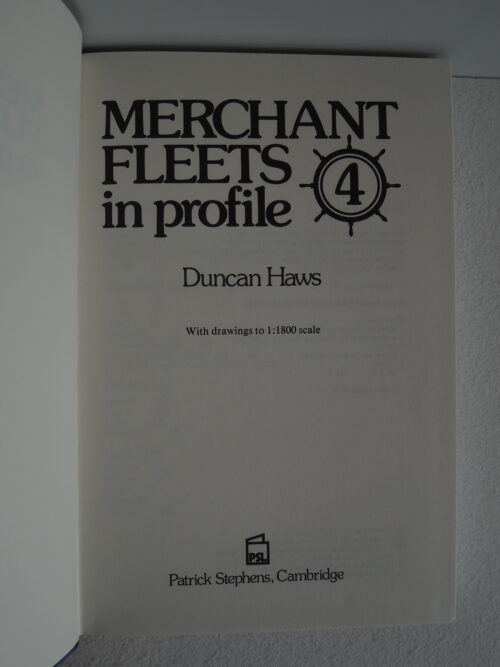 MERCHANT
FLEETS
in profile
4
Duncan Haws
With drawings to 1:1800 scale
PSL
Patrick Stephens, Cambridge